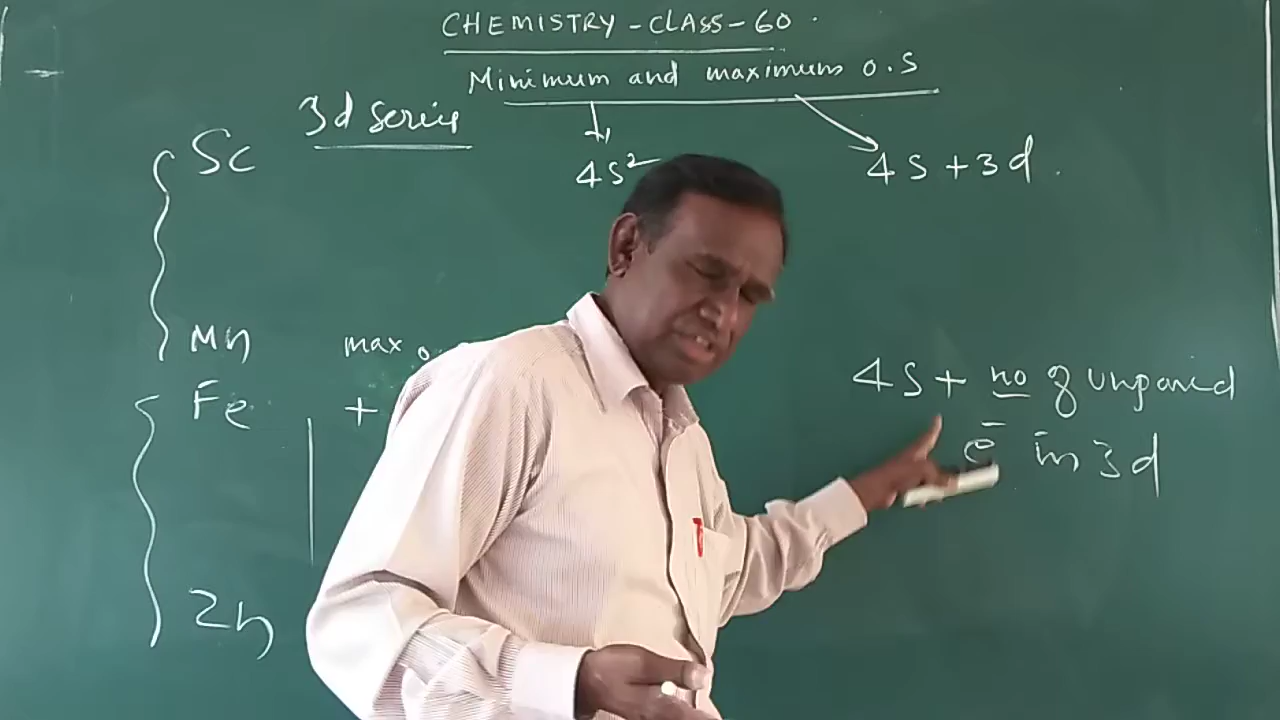 CHEMISTRY - CLASS - 60
Minimum and maximum O.S
3d series
Sc
4S²
4S + 3d
Mn
max
Fe
+
4S + no of unpaired
e⁻ in 3d
Zn